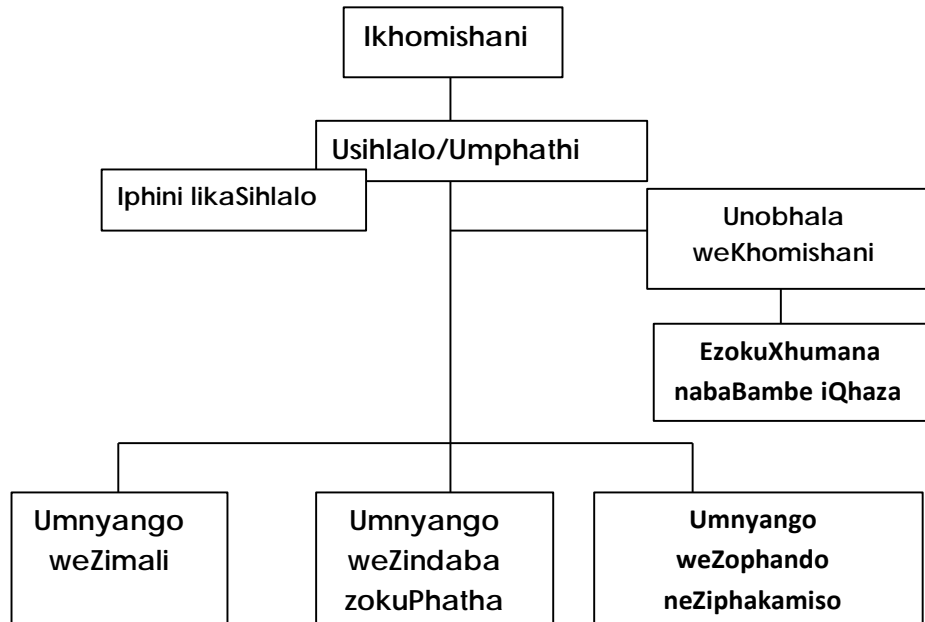 Ikhomishani
Usihlalo/Umphathi
Iphini likaSihlalo
Unobhala
weKhomishani
EzokuXhumana
nabaBambe iQhaza
Umnyango
weZimali
Umnyango
weZindaba
zokuPhatha
Umnyango
weZophando
neZiphakamiso